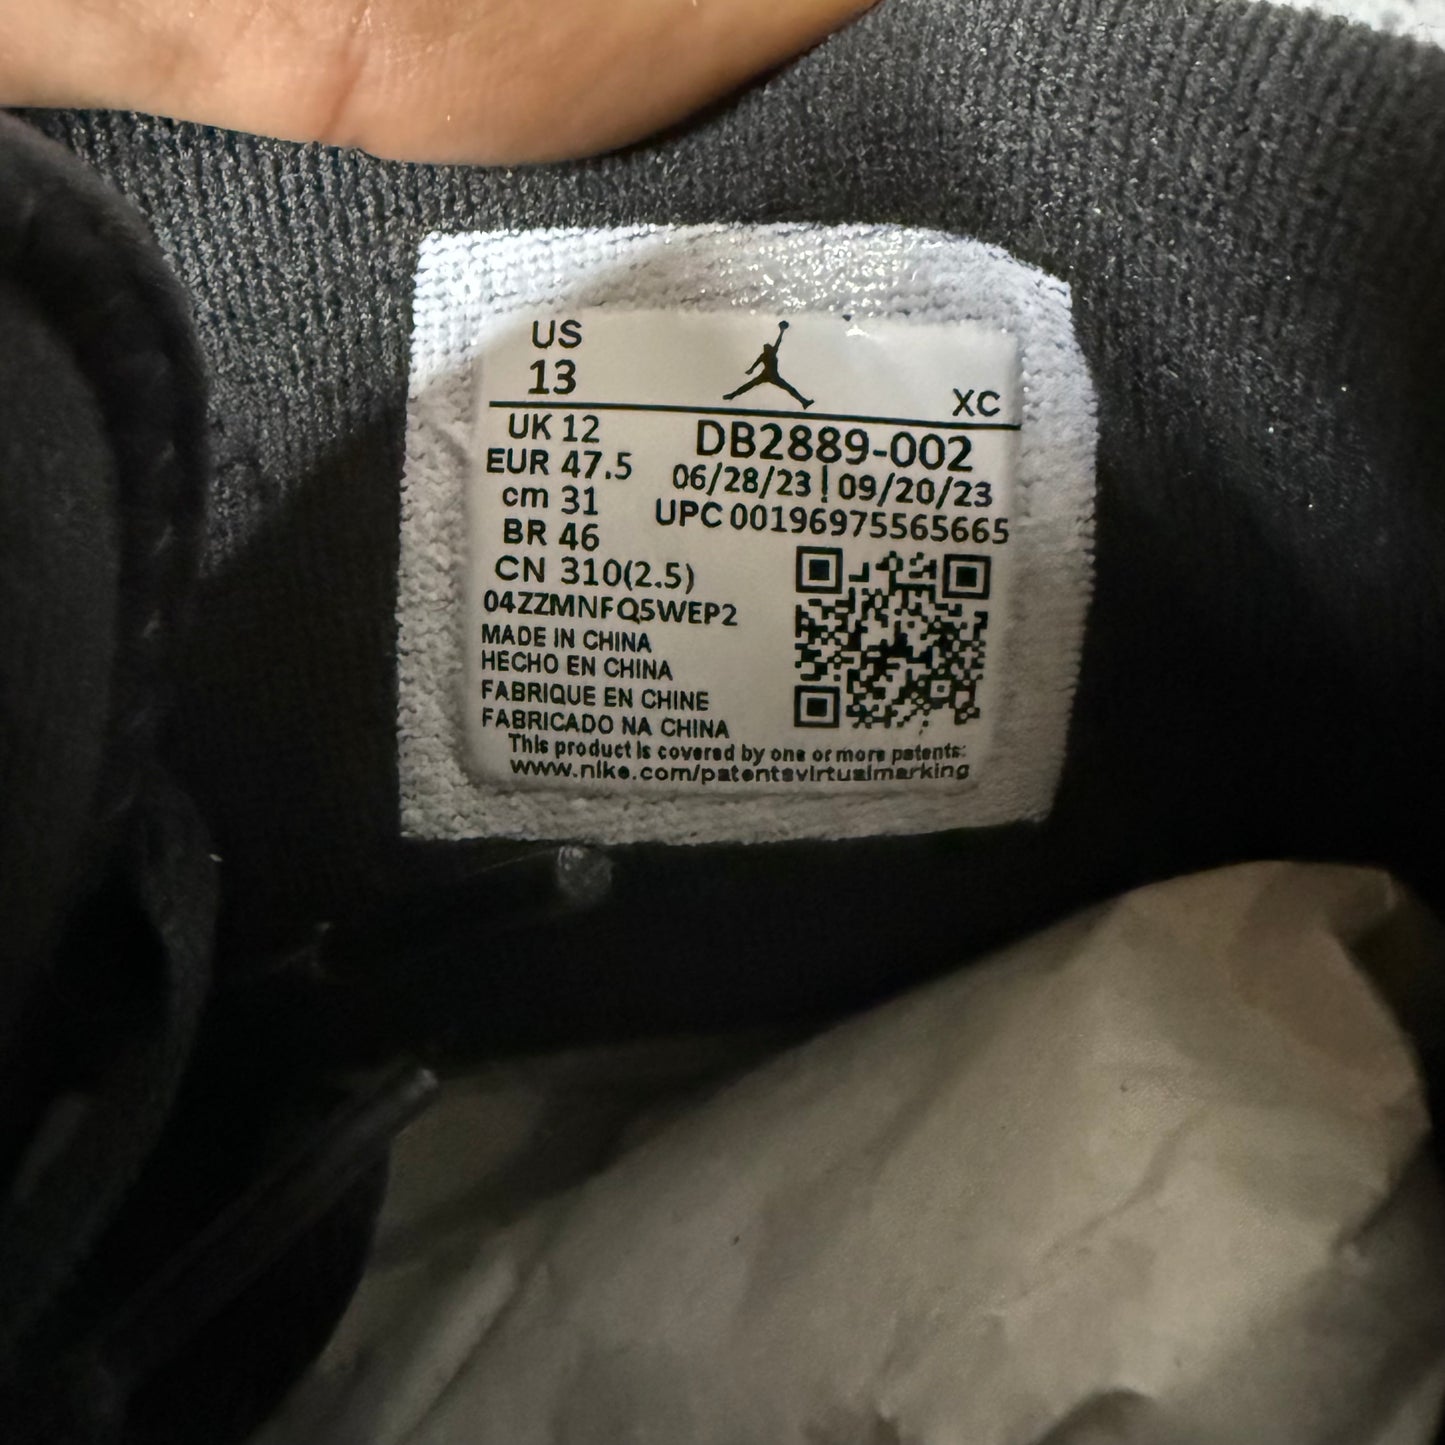 US
13
XC
UK 12
EUR 47.5
cm 31
BR 46
CN 310(2.5)
DB2889-002
06/28/23 | 09/20/23
UPC 00196975565665
04ZZMNFQ5WEP2
MADE IN CHINA
HECHO EN CHINA
FABRIQUE EN CHINE
FABRICADO NA CHINA
This product is covered by one or more patents:
www.nike.com/patentsvirtualmarking